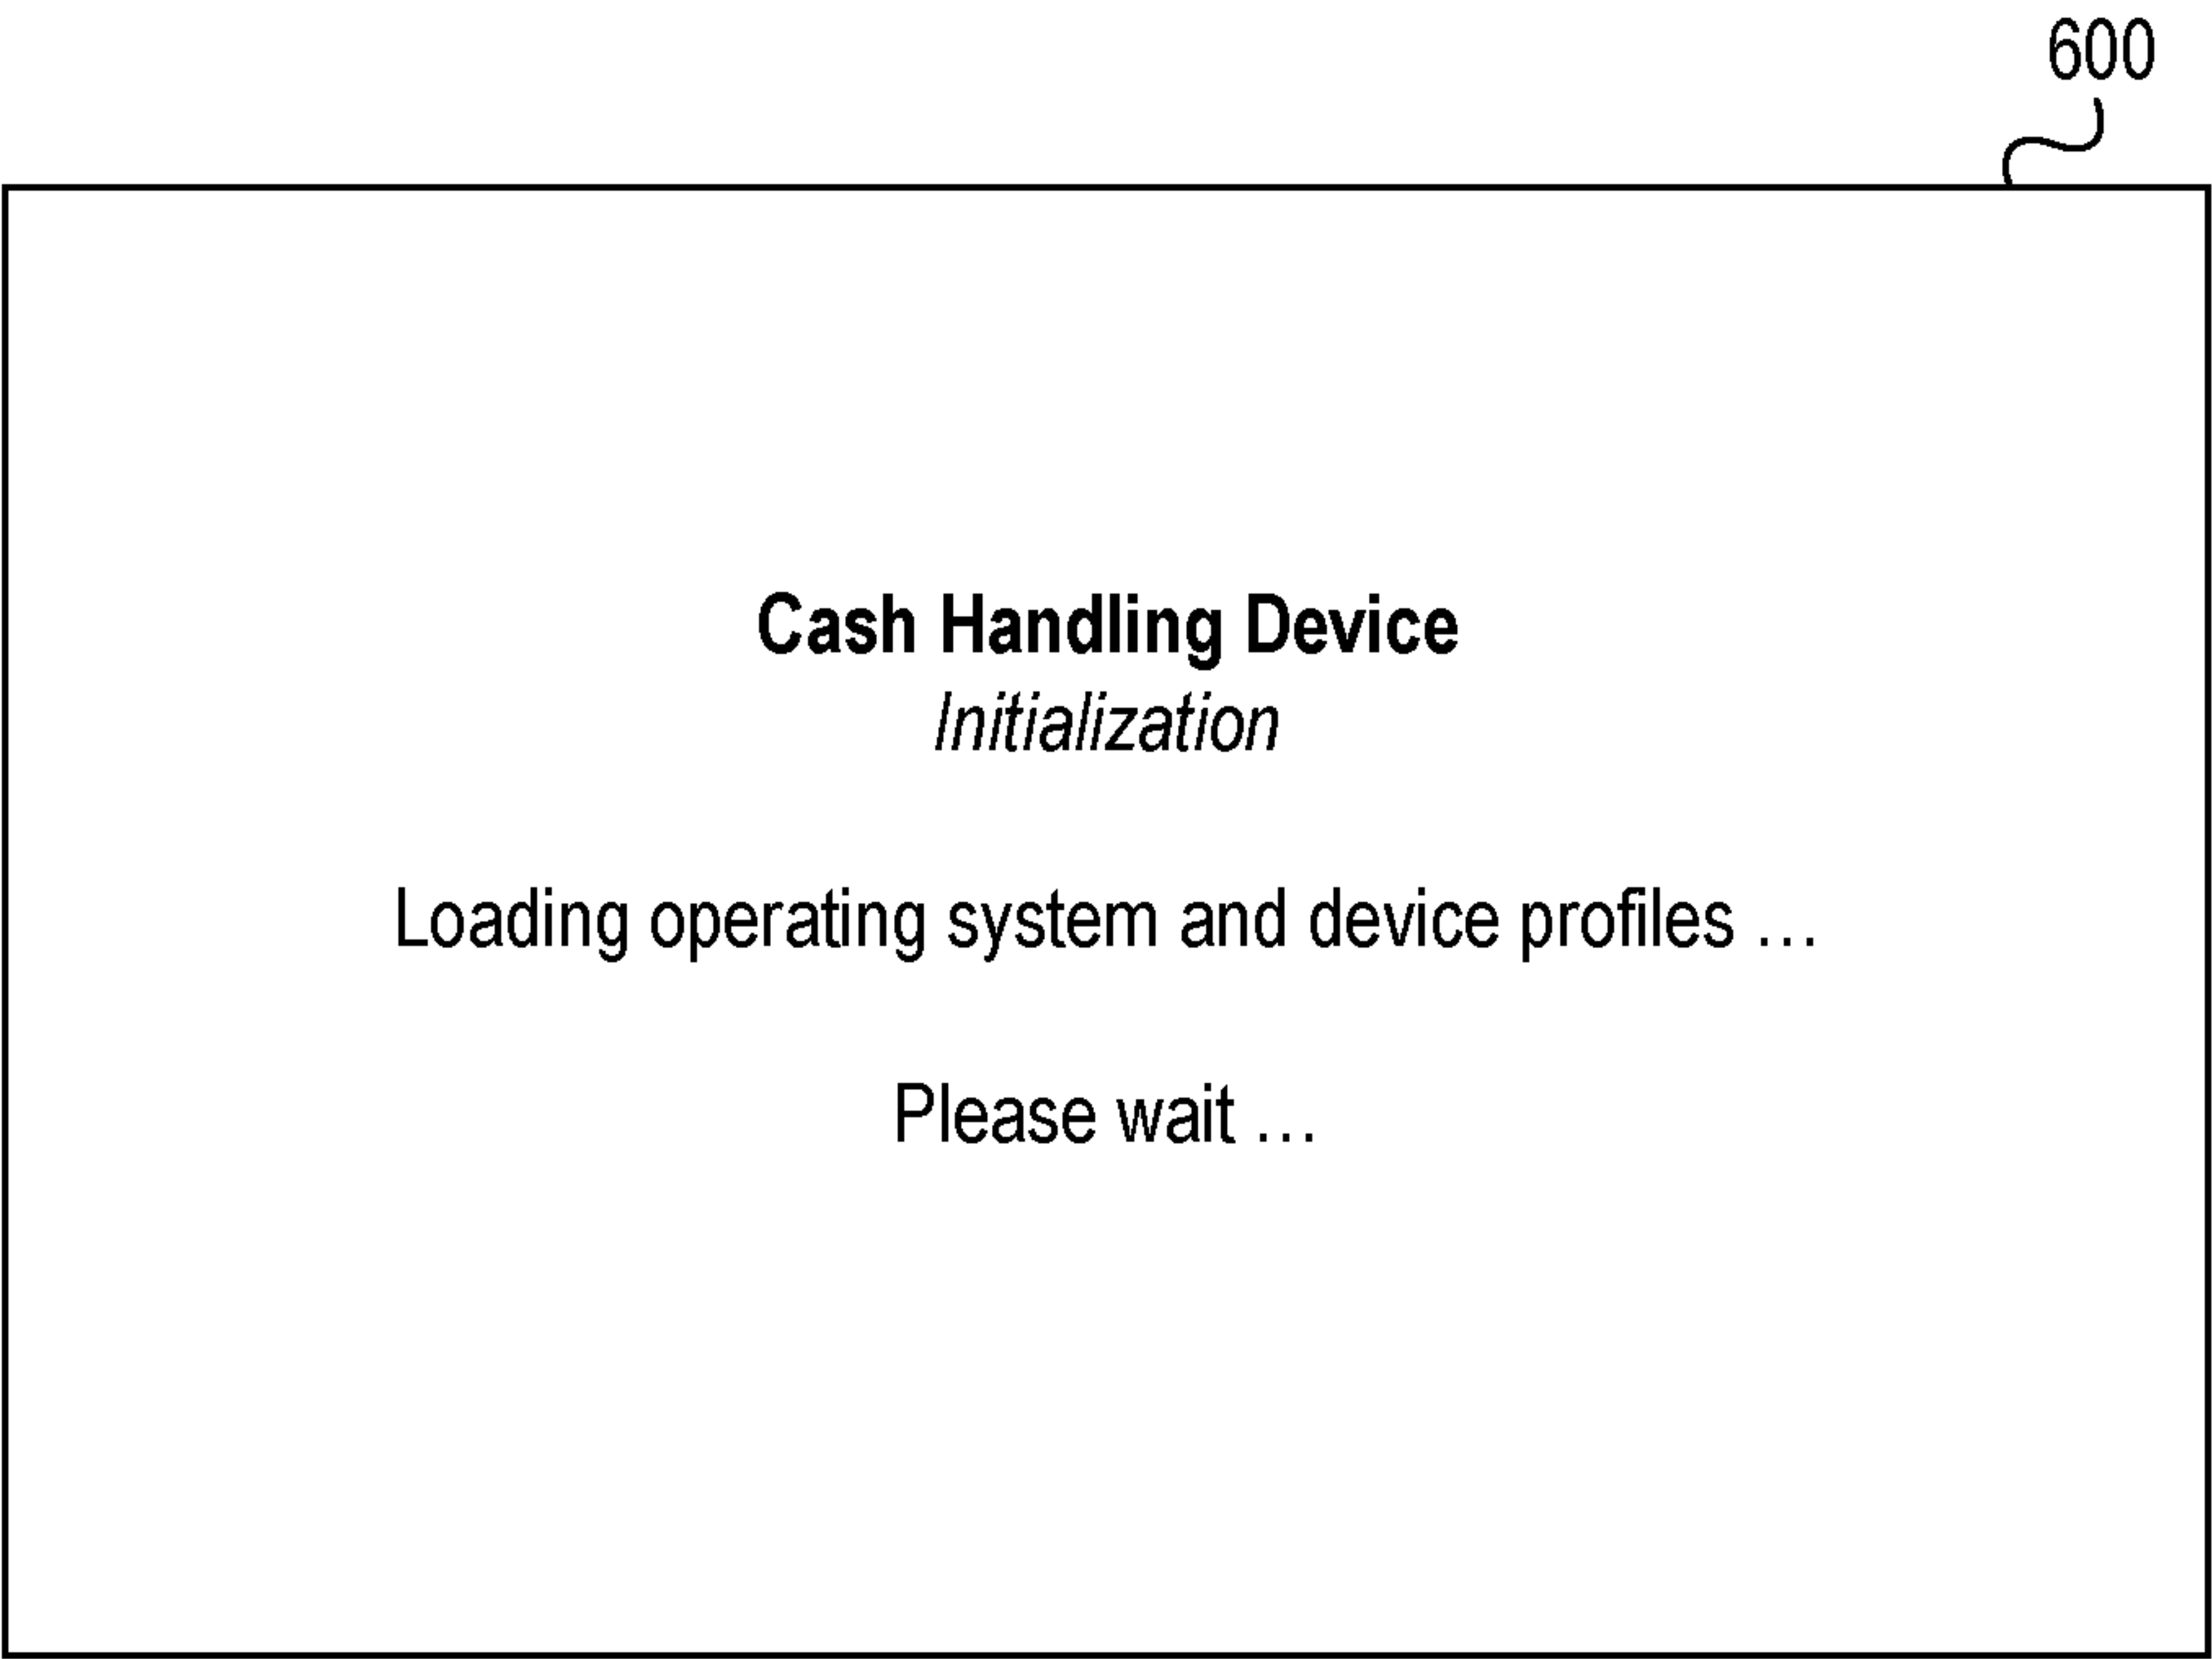 600
Cash Handling Device
Initialization
Loading operating system and device profiles ...
Please wait ...